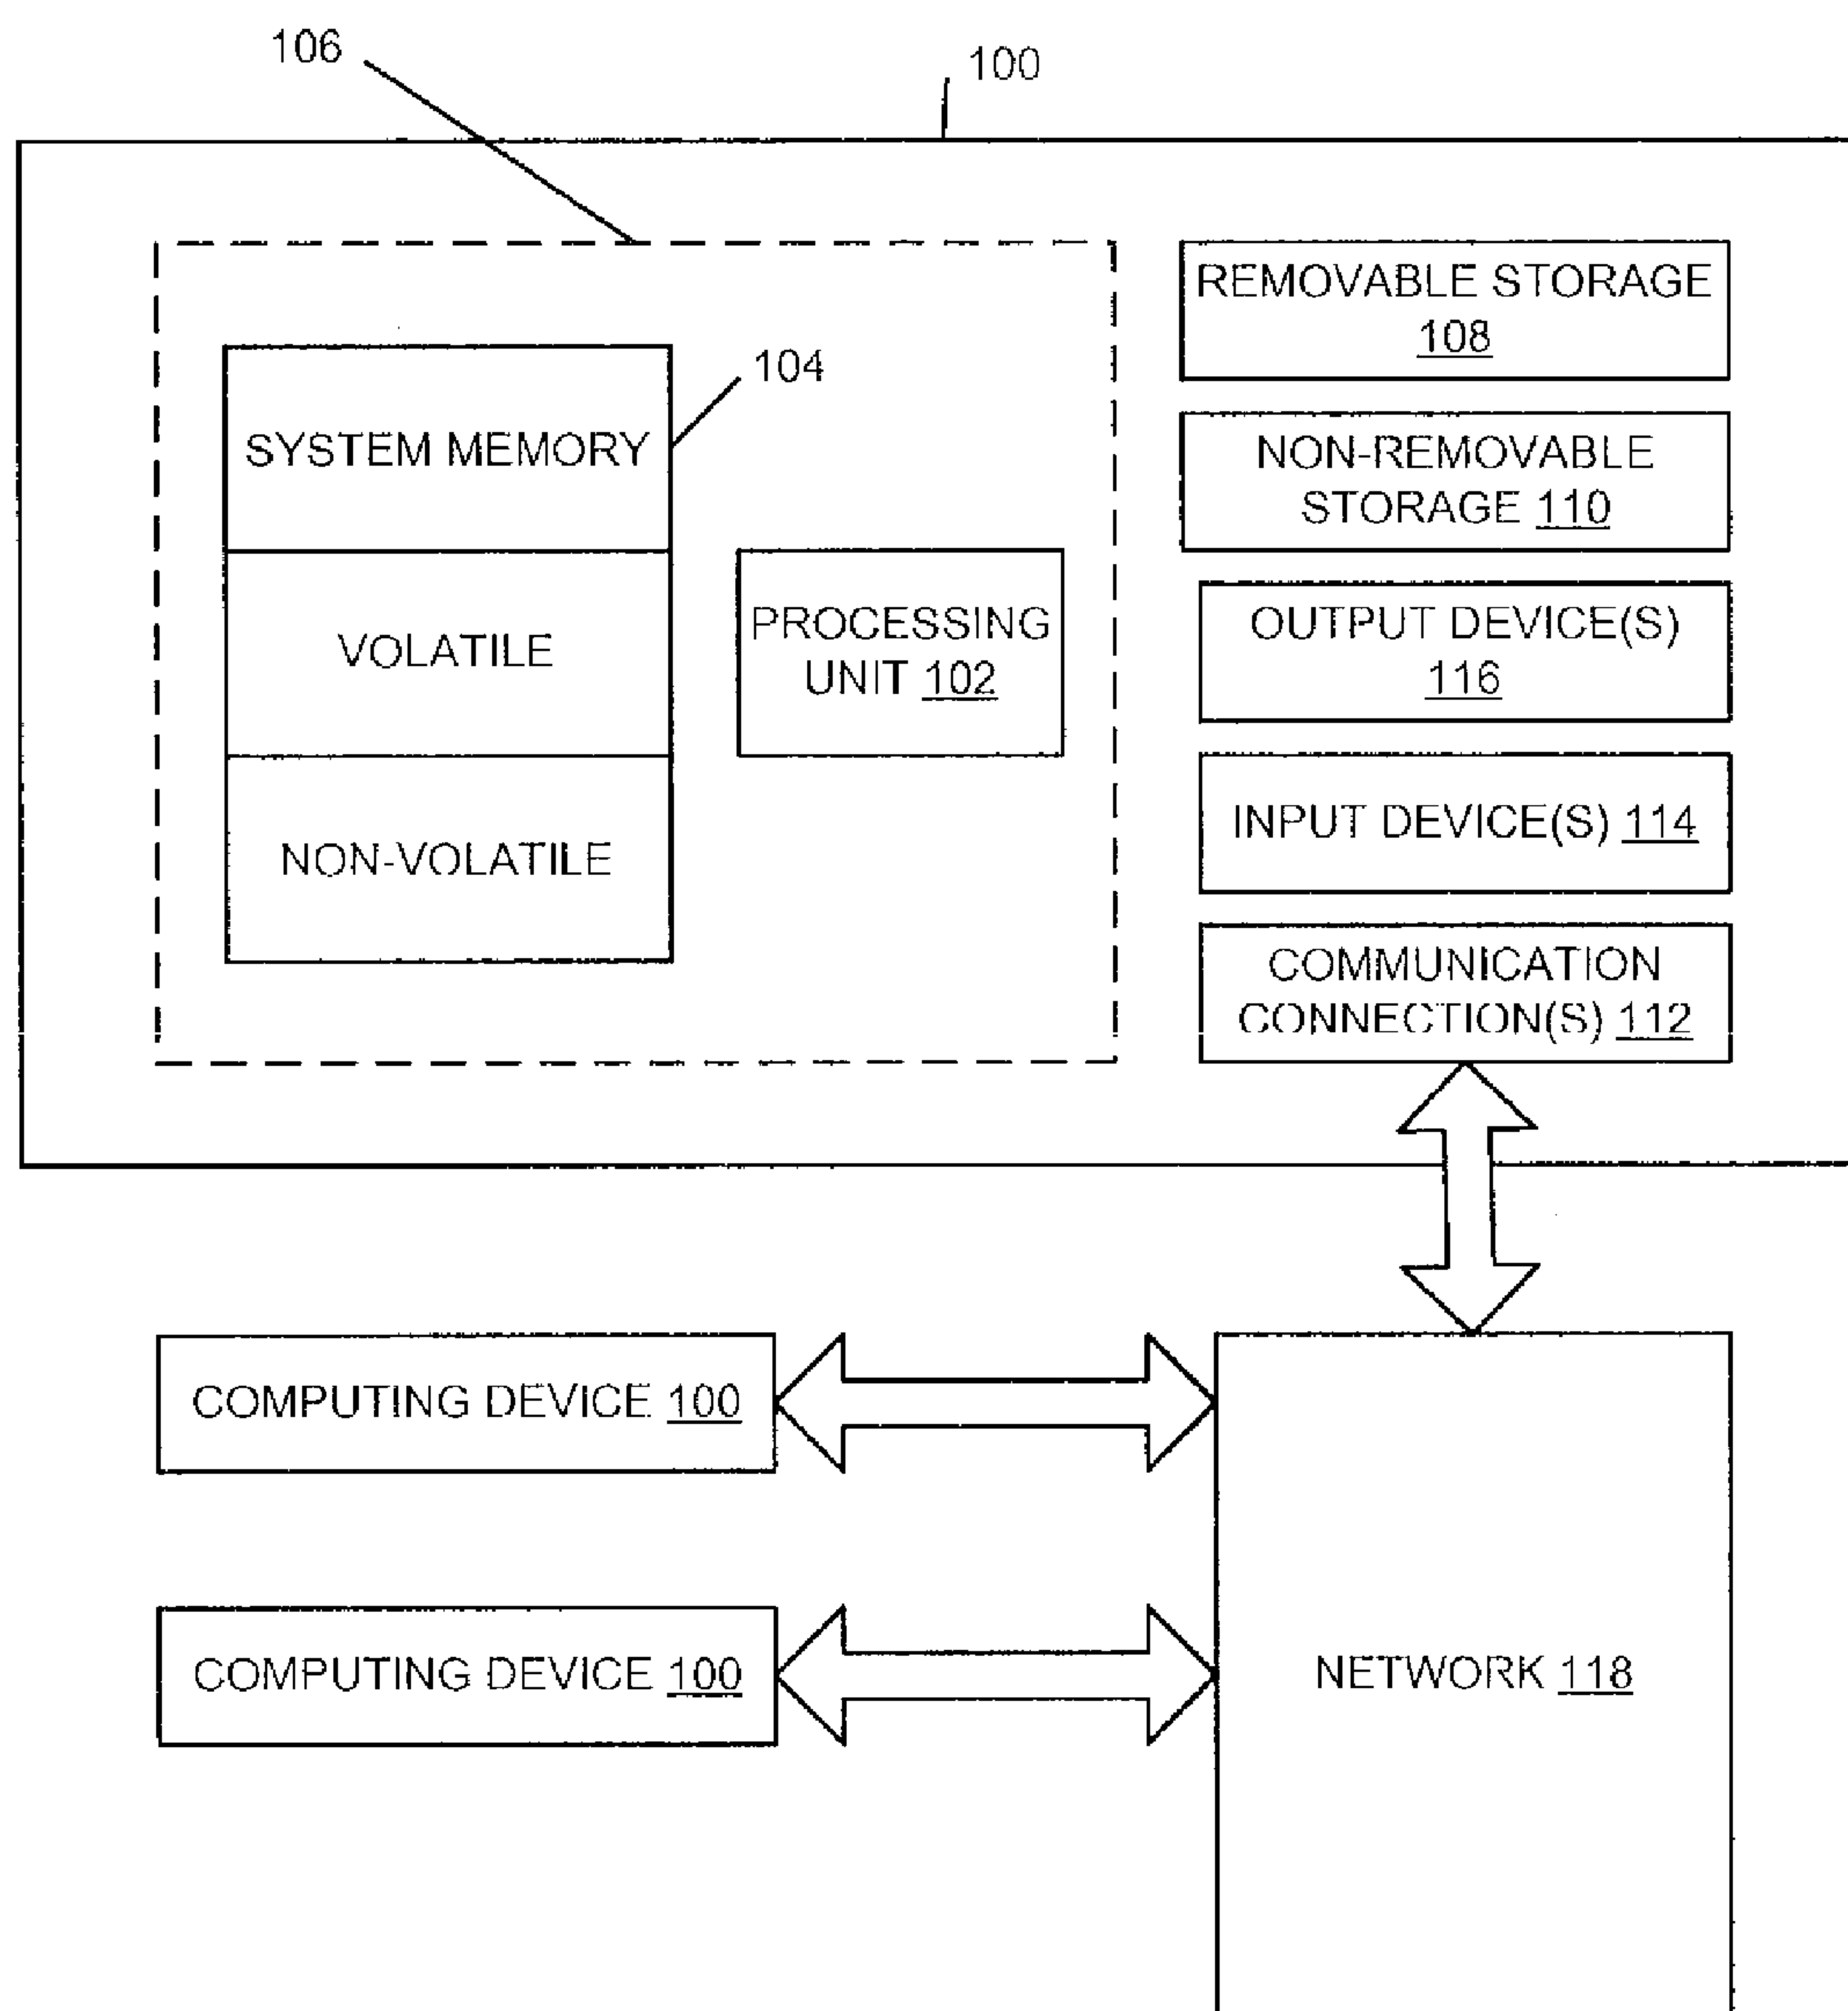 106
100
REMOVABLE STORAGE
108
104
SYSTEM MEMORY
NON-REMOVABLE
STORAGE 110
VOLATILE
PROCESSING
UNIT 102
OUTPUT DEVICE(S)
116
NON-VOLATILE
INPUT DEVICE(S) 114
COMMUNICATION
CONNECTION(S) 112
COMPUTING DEVICE 100
COMPUTING DEVICE 100
NETWORK 118